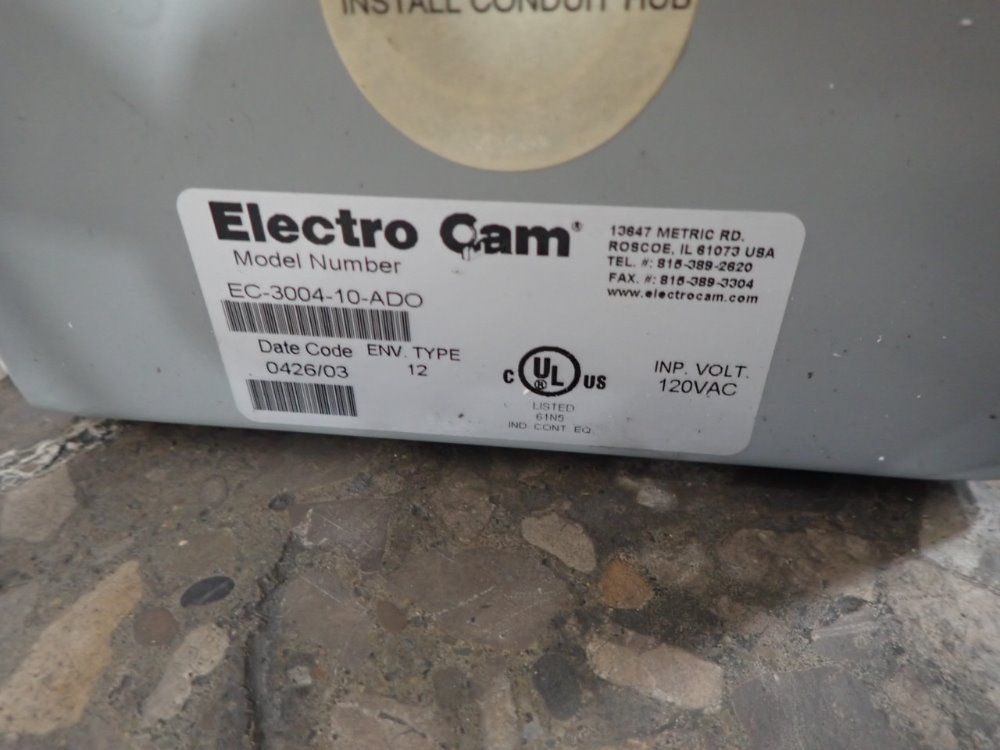 INSTALL CONDUIT HUB
Electro Cam®
Model Number
EC-3004-10-ADO
Date Code ENV. TYPE
0426/03 12
13647 METRIC RD.
ROSCOE, IL 61073 USA
TEL. #: 815-389-2620
FAX. #: 815-389-3304
www.electrocam.com
C UL ® US
LISTED
61N5
IND CONT EQ.
INP. VOLT.
120VAC